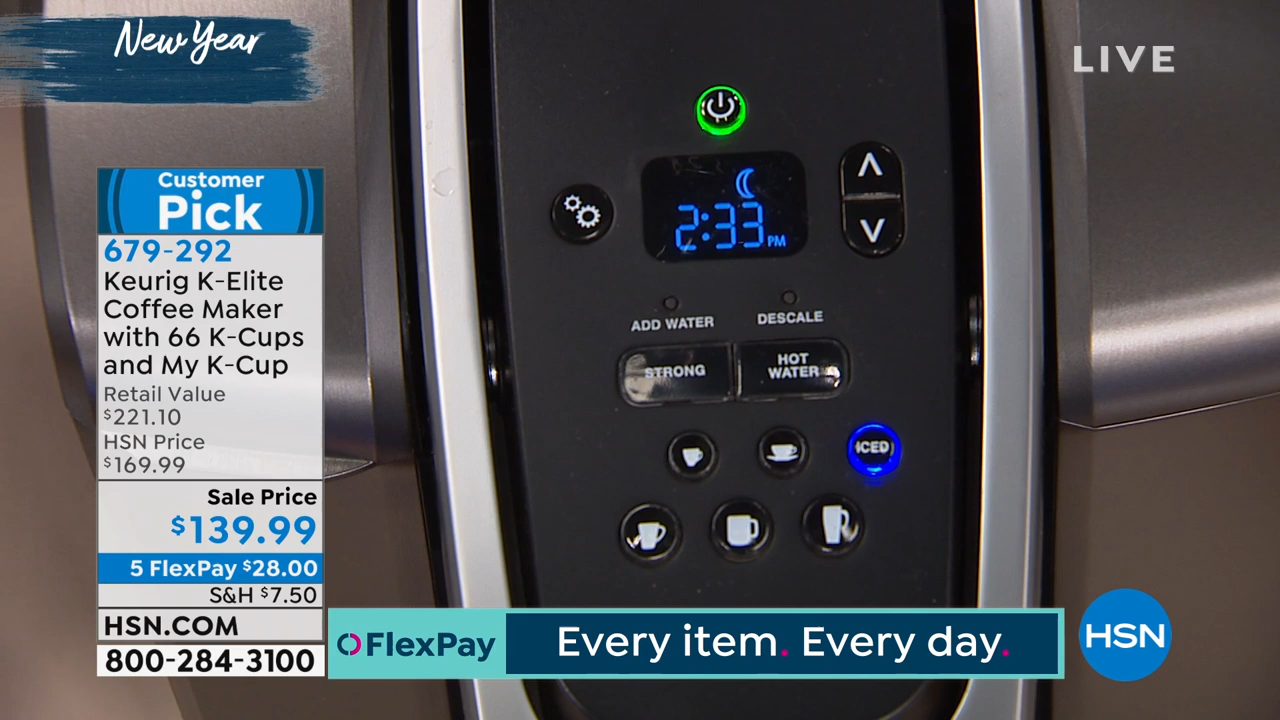 New Year
LIVE
Customer
Pick
679-292
Keurig K-Elite
Coffee Maker
with 66 K-Cups
and My K-Cup
Retail Value
$221.10
HSN Price
$169.99
Sale Price
$139.99
5 FlexPay $28.00
S&H $7.50
HSN.COM
800-284-3100
2:33 PM
ADD WATER
DESCALE
STRONG
HOT
WATER
ICED
FlexPay
Every item. Every day.
HSN